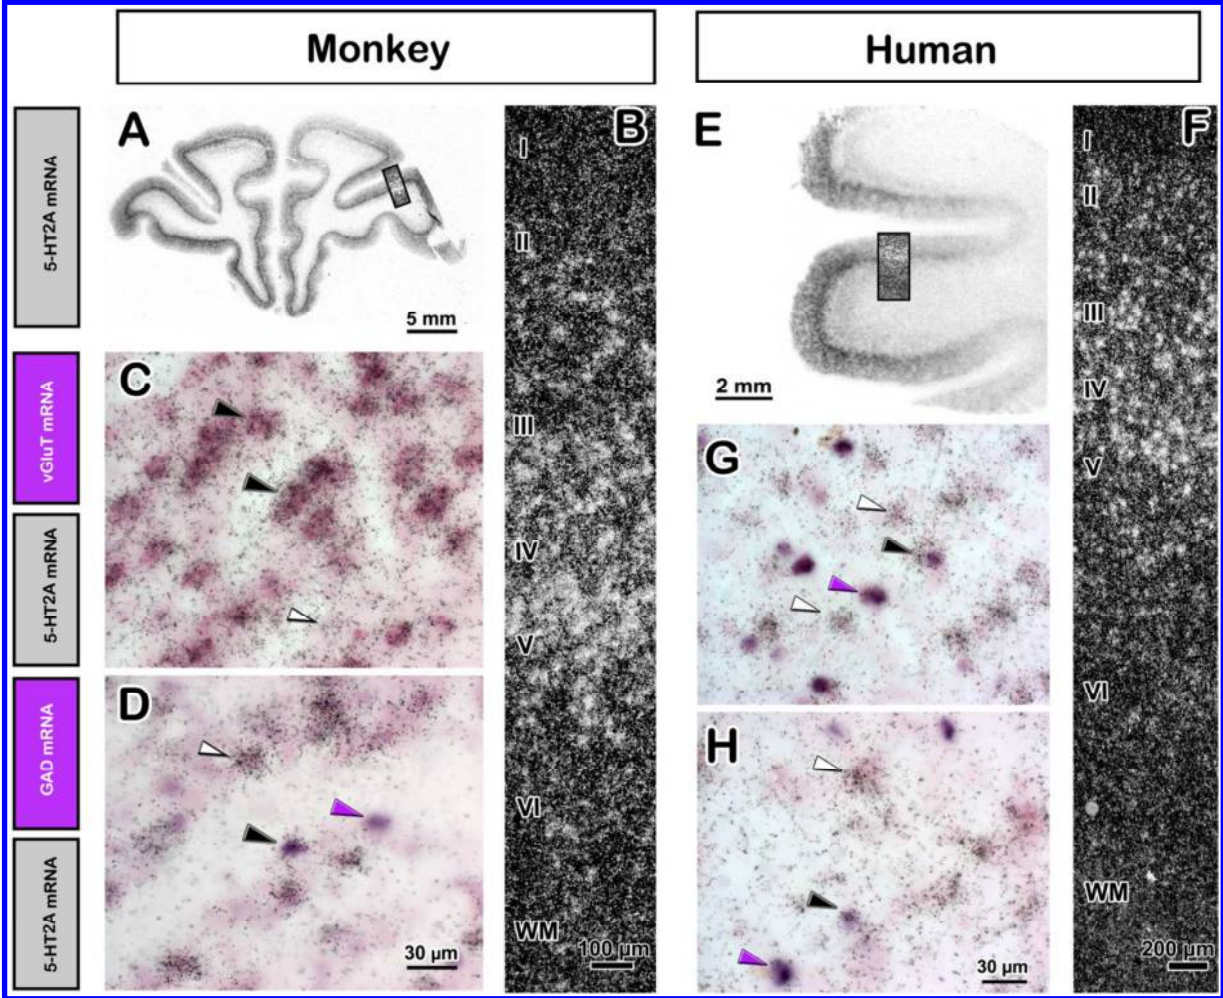 Monkey
Human
5-HT2A mRNA
A
5 mm
B
I
II
III
IV
V
VI
WM
100 µm
E
2 mm
F
I
II
III
IV
V
VI
WM
200 µm
vGluT mRNA
5-HT2A mRNA
C
G
GAD mRNA
5-HT2A mRNA
D
30 µm
H
30 µm